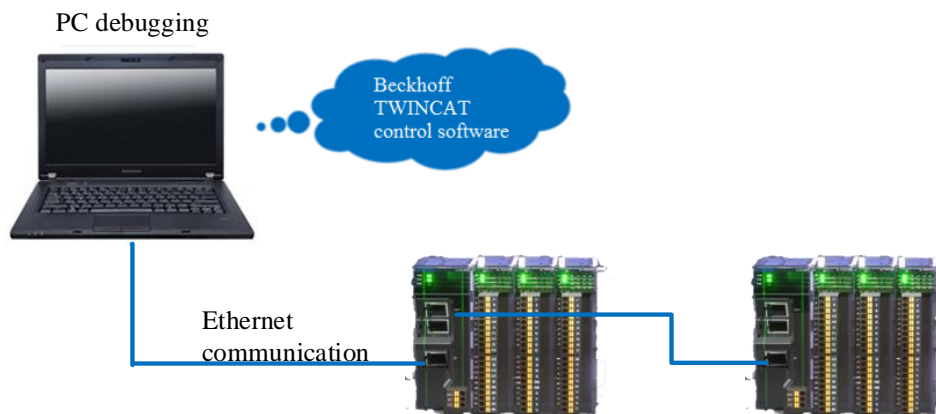 PC debugging
Beckhoff
TWINCAT
control software
Ethernet
communication